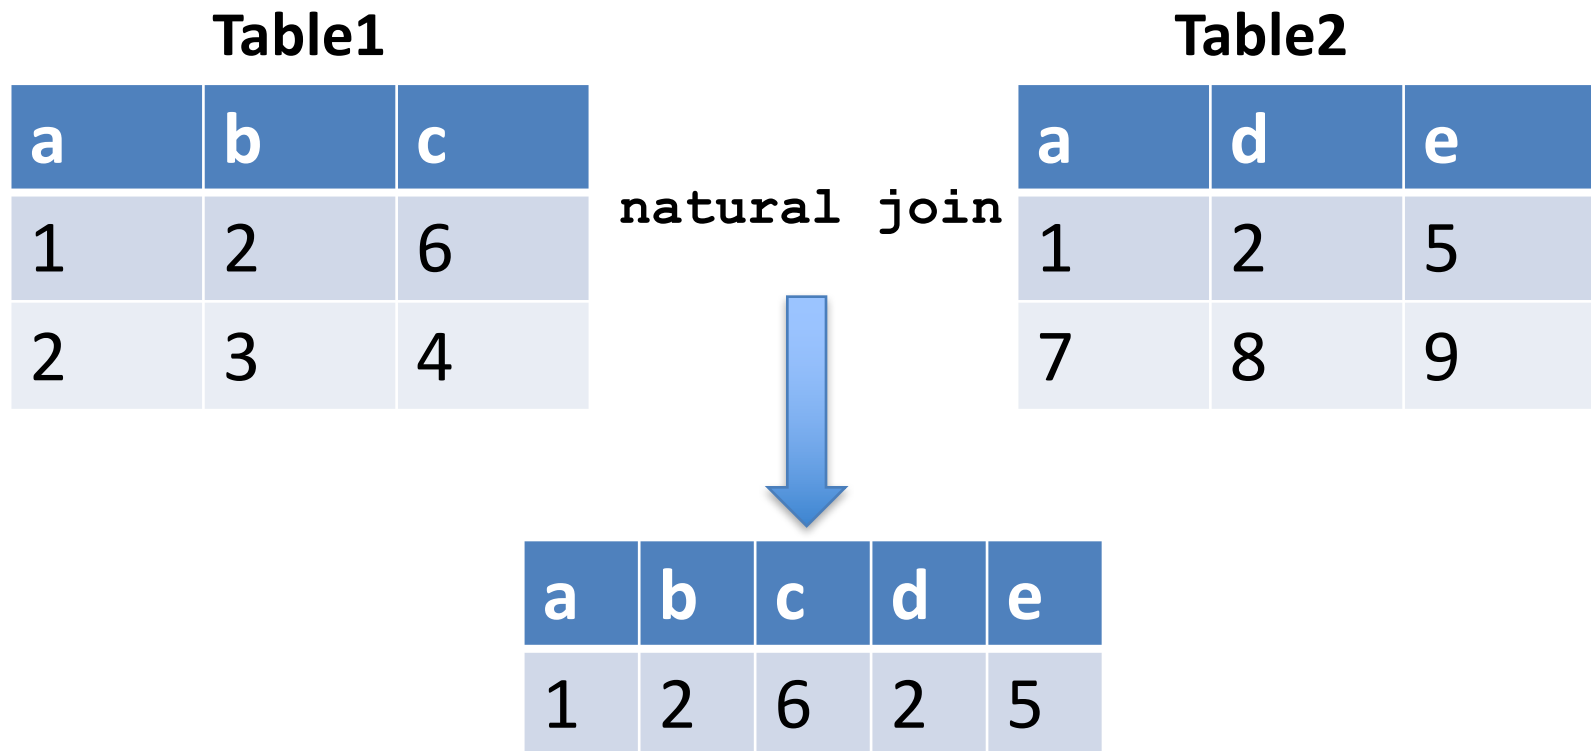 Table1
a b c
1 2 6
2 3 4
natural join
Table2
a d e
1 2 5
7 8 9
a b c d e
1 2 6 2 5